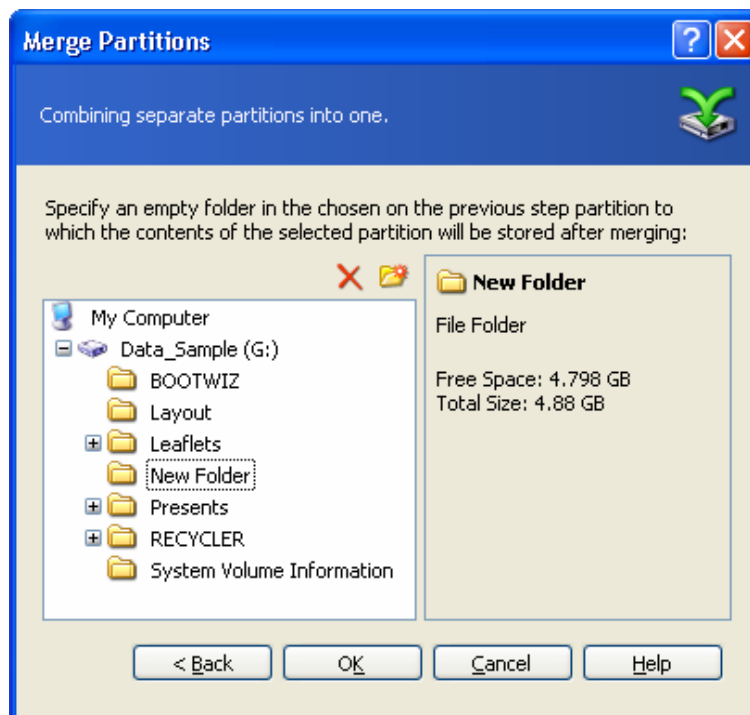 Merge Partitions
Combining separate partitions into one.
Specify an empty folder in the chosen on the previous step partition to
which the contents of the selected partition will be stored after merging:
My Computer
Data_Sample (G:)
BOOTWIZ
Layout
Leaflets
New Folder
Presents
RECYCLER
System Volume Information
New Folder
File Folder
Free Space: 4.798 GB
Total Size: 4.88 GB
< Back
OK
Cancel
Help